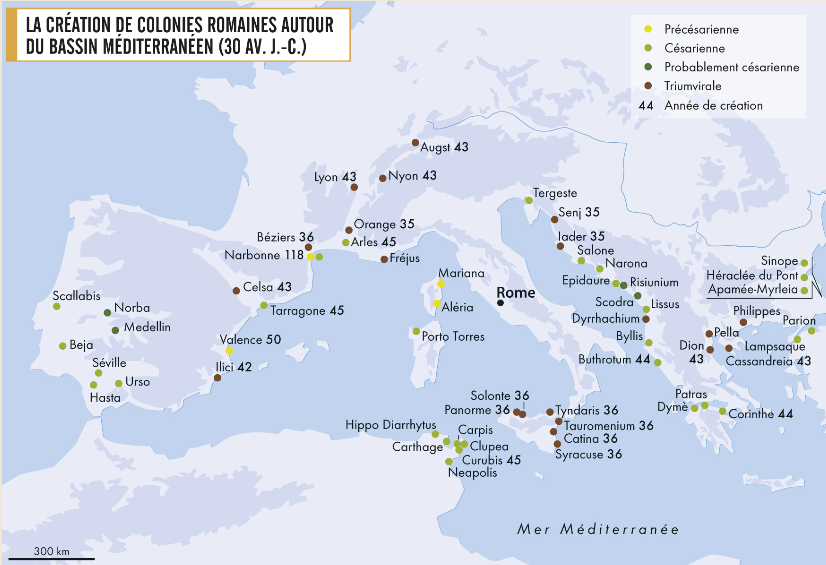 LA CRÉATION DE COLONIES ROMAINES AUTOUR
DU BASSIN MÉDITERRANÉEN (30 AV. J.-C.)
Précésarienne
Césarienne
Probablement césarienne
Triumvirale
44 Année de création
Augst 43
Lyon 43
Nyon 43
Tergeste
Senj 35
Orange 35
Iader 35
Béziers 36
Arles 45
Salone
Narbonne 118
Fréjus
Narona
Sinope
Mariana
Epidaure
Risiunium
Héraclée du Pont
Celsa 43
Rome
Apamée-Myrleia
Scallabis
Norba
Aléria
Scodra
Lissus
Tarragone 45
Dyrrhachium
Philippes
Medellin
Parion
Valence 50
Porto Torres
Byllis
Pella
Beja
Dion
43
Lampsaque
Séville
Ilici 42
Buthrotum 44
Cassandreia 43
Urso
Hasta
Solonte 36
Patras
Panorme 36
Tyndaris 36
Dymè
Corinthe 44
Hippo Diarrhytus
Carpis
Tauromenium 36
Catina 36
Carthage
Clupea
Syracuse 36
Curubis 45
Neapolis
Mer Méditerranée
300 km